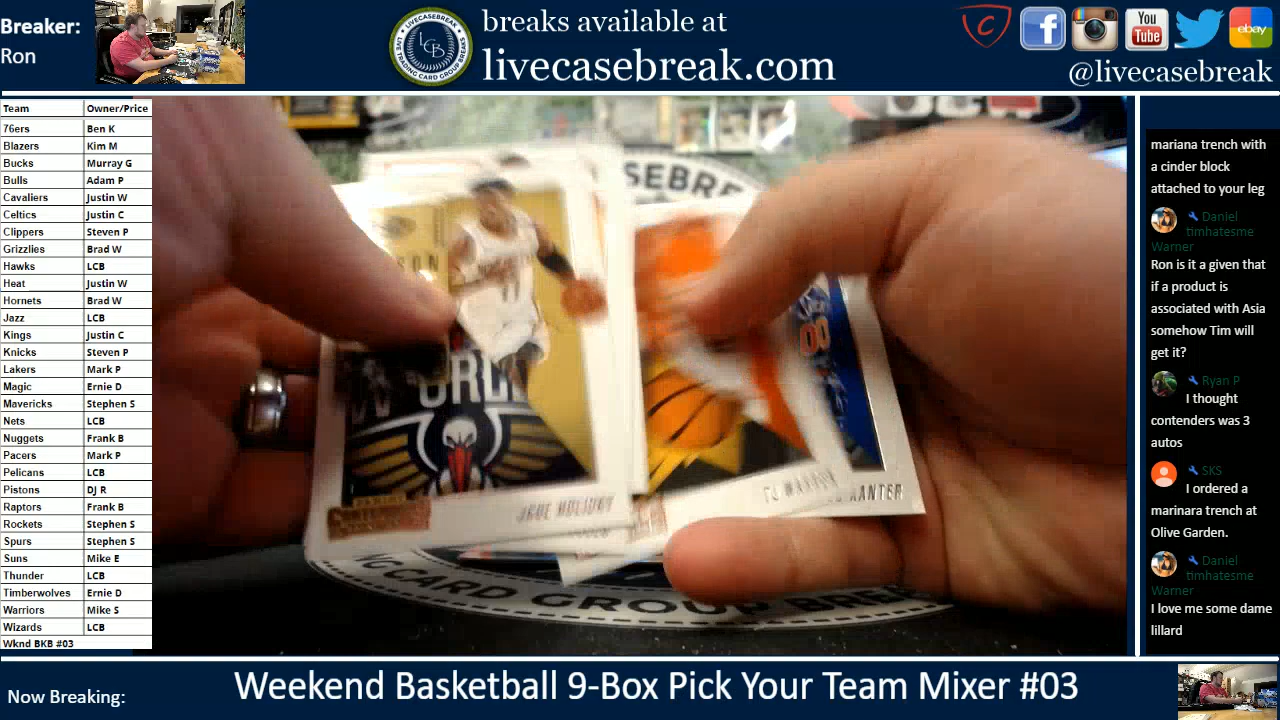 Breaker:
Ron
LCB
breaks available at
livecasebreak.com
You
Tube
ebay
@livecasebreak
Team Owner/Price
76ers Ben K
Blazers Kim M
Bucks Murray G
Bulls Adam P
Cavaliers Justin W
Celtics Justin C
Clippers Steven P
Grizzlies Brad W
Hawks LCB
Heat Justin W
Hornets Brad W
Jazz LCB
Kings Justin C
Knicks Steven P
Lakers Mark P
Magic Ernie D
Mavericks Stephen S
Nets LCB
Nuggets Frank B
Pacers Mark P
Pelicans LCB
Pistons DJ R
Raptors Frank B
Rockets Stephen S
Spurs Stephen S
Suns Mike E
Thunder LCB
Timberwolves Ernie D
Warriors Mike S
Wizards LCB
Wknd BKB #03
JRUE HOLIDAY
TJ WARREN
KANTER
mariana trench with
a cinder block
attached to your leg
Daniel
timhatesme
Warner
Ron is it a given that
if a product is
associated with Asia
somehow Tim will
get it?
Ryan P
I thought
contenders was 3
autos
SKS
I ordered a
marinara trench at
Olive Garden.
Daniel
timhatesme
Warner
I love me some dame
lillard
Now Breaking:
Weekend Basketball 9-Box Pick Your Team Mixer #03